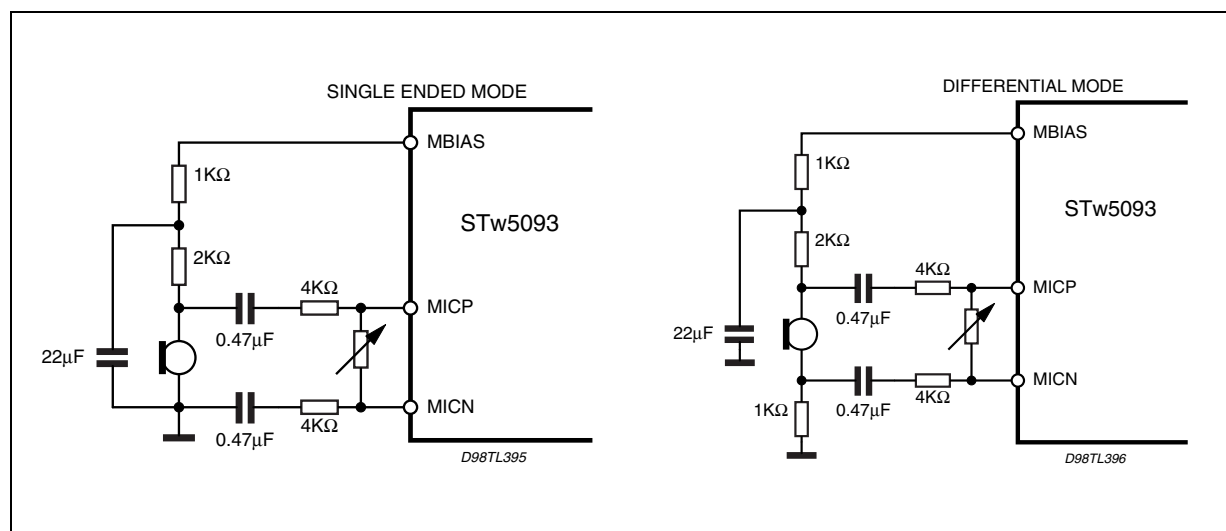 SINGLE ENDED MODE
MBIAS
1KΩ
STw5093
2KΩ
4KΩ
MICP
0.47µF
22µF
MICN
4KΩ
0.47µF
D98TL395
DIFFERENTIAL MODE
MBIAS
1KΩ
STw5093
2KΩ
4KΩ
MICP
0.47µF
22µF
MICN
1KΩ
4KΩ
0.47µF
D98TL396